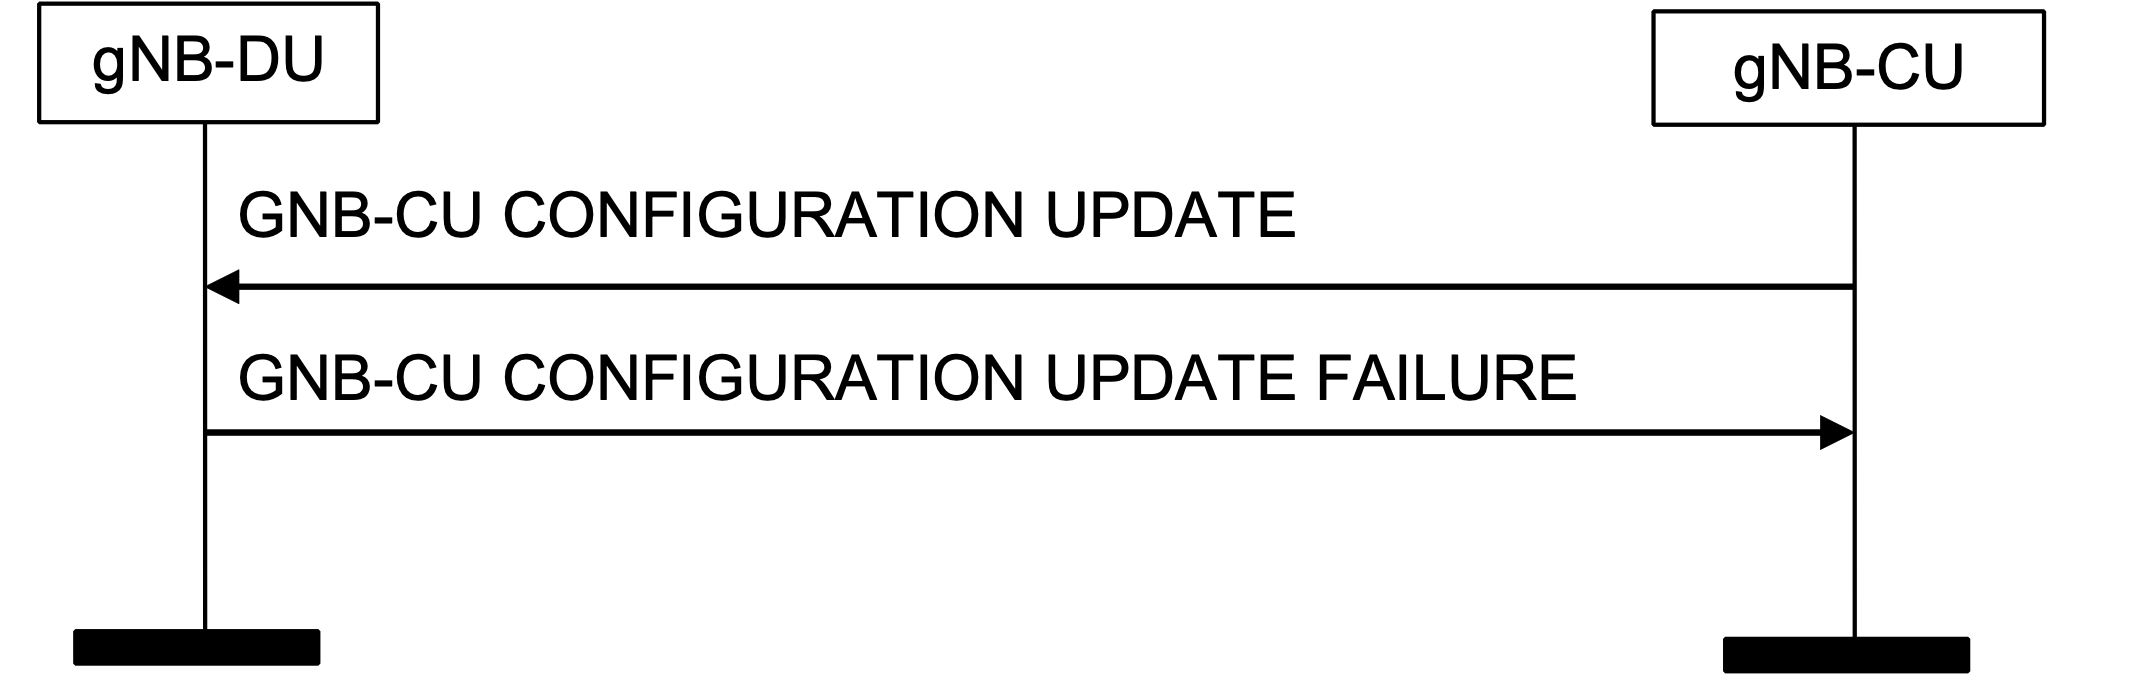 gNB-DU
gNB-CU
GNB-CU CONFIGURATION UPDATE
GNB-CU CONFIGURATION UPDATE FAILURE